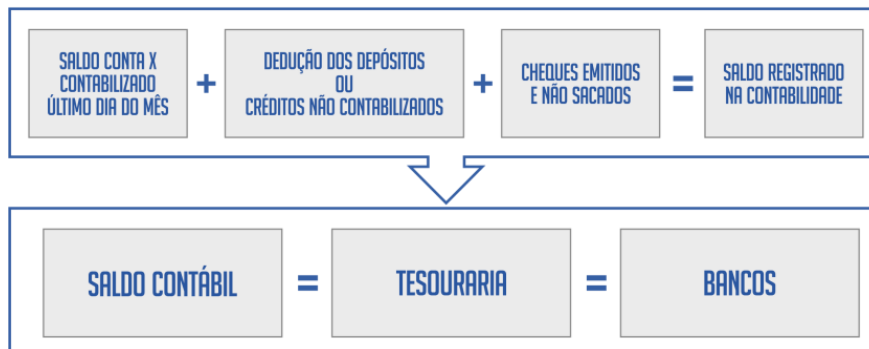 SALDO CONTA X
CONTABILIZADO
ÚLTIMO DIA DO MÊS
+
DEDUÇÃO DOS DEPÓSITOS
OU
CRÉDITOS NÃO CONTABILIZADOS
+
CHEQUES EMITIDOS
E NÃO SACADOS
=
SALDO REGISTRADO
NA CONTABILIDADE
SALDO CONTÁBIL = TESOURARIA = BANCOS